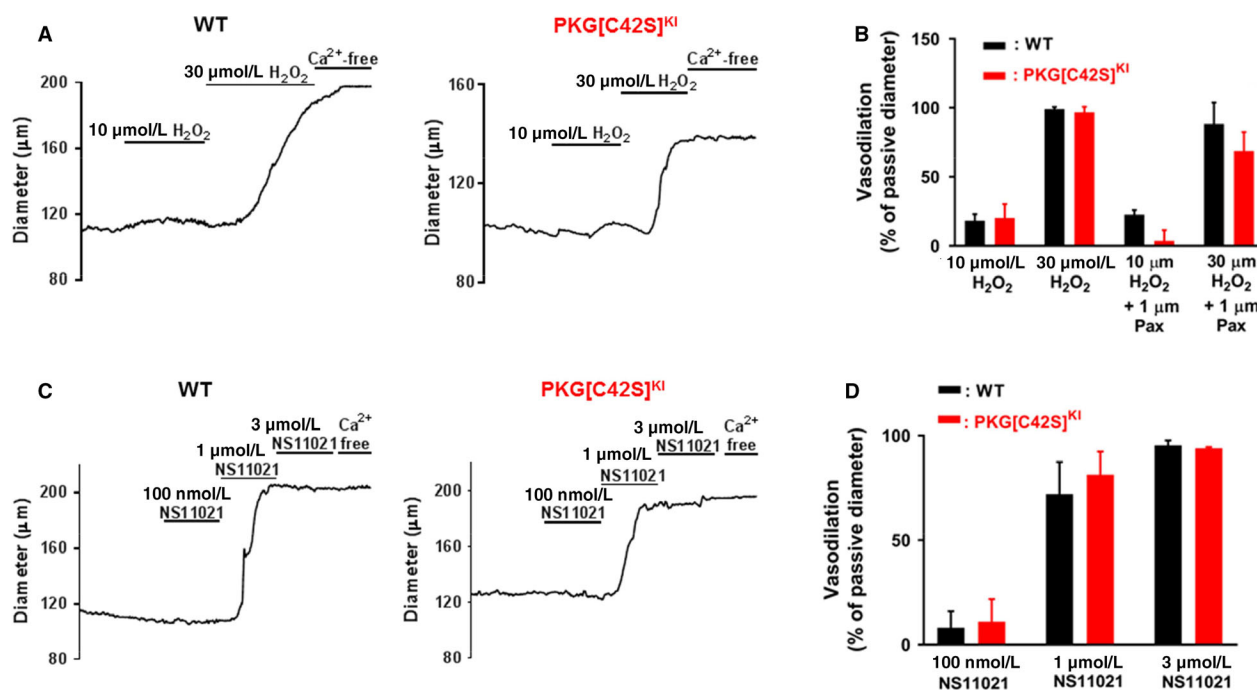 A
WT
Ca²⁺-free
30 µmol/L H₂O₂
10 µmol/L H₂O₂
Diameter (µm)
200
160
120
80
PKG[C42S]ᴷᴵ
Ca²⁺-free
30 µmol/L H₂O₂
10 µmol/L H₂O₂
Diameter (µm)
160
120
80
B
: WT
: PKG[C42S]ᴷᴵ
Vasodilation
(% of passive diameter)
150
100
50
0
10 µmol/L
H₂O₂
30 µmol/L
H₂O₂
10 µm
H₂O₂
+ 1 µm
Pax
30 µm
H₂O₂
+ 1 µm
Pax
C
WT
3 µmol/L
NS11021
Ca²⁺
free
1 µmol/L
NS11021
100 nmol/L
NS11021
Diameter (µm)
200
160
120
80
PKG[C42S]ᴷᴵ
3 µmol/L
NS11021
Ca²⁺
free
1 µmol/L
NS11021
100 nmol/L
NS11021
Diameter (µm)
200
160
120
80
D
: WT
: PKG[C42S]ᴷᴵ
Vasodilation
(% of passive diameter)
100
50
0
100 nmol/L
NS11021
1 µmol/L
NS11021
3 µmol/L
NS11021